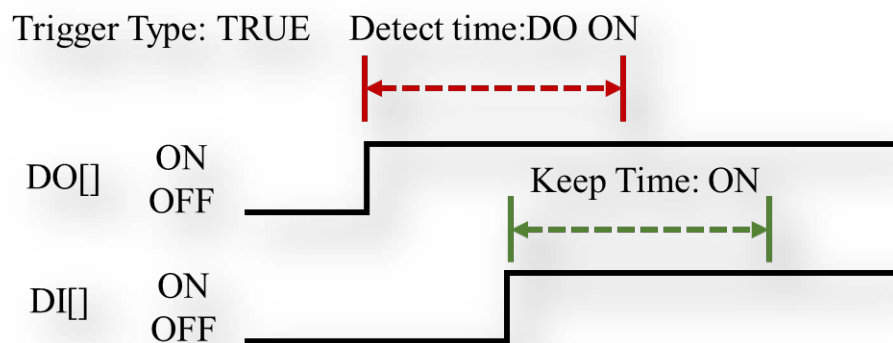 Trigger Type: TRUE Detect time:DO ON
DO[] ON
OFF
Keep Time: ON
DI[] ON
OFF